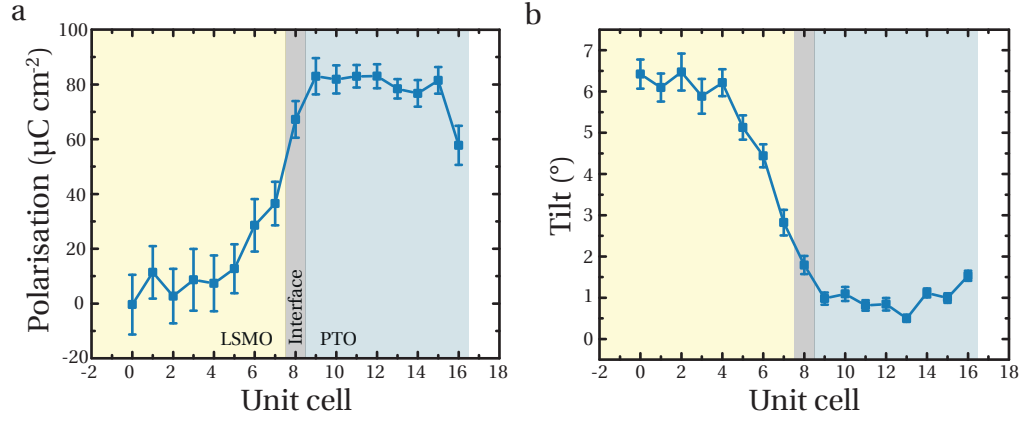 a
Polarisation (µC cm-2)
100
80
60
40
20
0
-20
LSMO
Interface
PTO
-2 0 2 4 6 8 10 12 14 16 18
Unit cell
b
Tilt (°)
7
6
5
4
3
2
1
0
-2 0 2 4 6 8 10 12 14 16 18
Unit cell